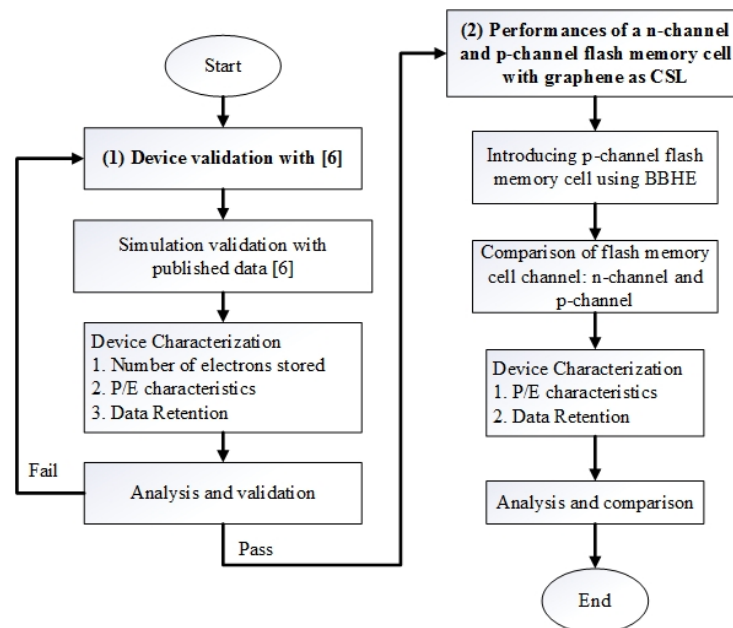 Start
(1) Device validation with [6]
Simulation validation with
published data [6]
Device Characterization
1. Number of electrons stored
2. P/E characteristics
3. Data Retention
Fail
Analysis and validation
Pass
(2) Performances of a n-channel
and p-channel flash memory cell
with graphene as CSL
Introducing p-channel flash
memory cell using BBHE
Comparison of flash memory
cell channel: n-channel and
p-channel
Device Characterization
1. P/E characteristics
2. Data Retention
Analysis and comparison
End